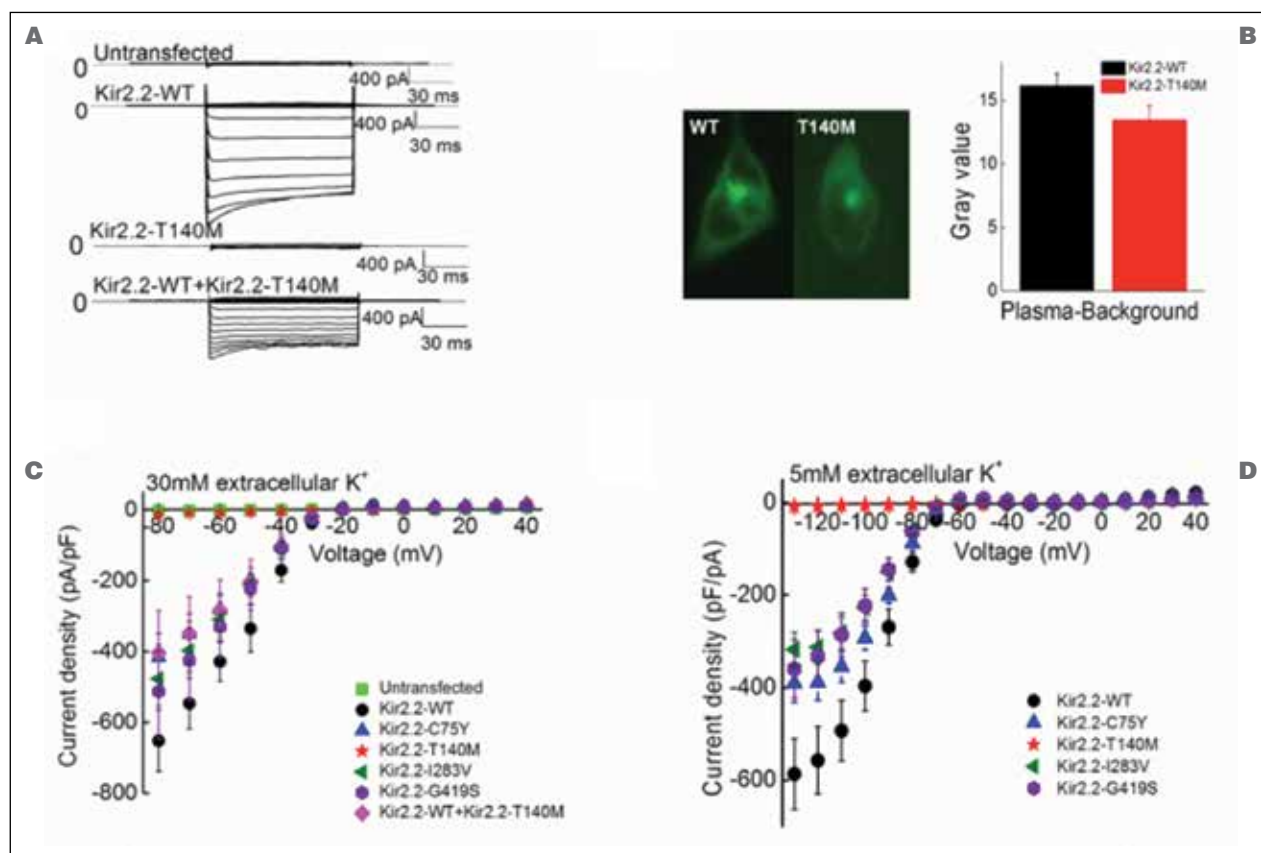 A
Untransfected
0
400 pA
30 ms
Kir2.2-WT
0
400 pA
30 ms
Kir2.2-T140M
0
400 pA
30 ms
Kir2.2-WT+Kir2.2-T140M
0
400 pA
30 ms
B
WT
T140M
Kir2.2-WT
Kir2.2-T140M
15
10
5
0
Gray value
Plasma-Background
C
30mM extracellular K⁺
0
-200
-400
-600
-800
-80 -60 -40 -20 0 20 40
Voltage (mV)
Current density (pA/pF)
Untransfected
Kir2.2-WT
Kir2.2-C75Y
Kir2.2-T140M
Kir2.2-I283V
Kir2.2-G419S
Kir2.2-WT+Kir2.2-T140M
D
5mM extracellular K⁺
0
-200
-400
-600
-120 -100 -80 -60 -40 -20 0 20 40
Voltage (mV)
Current density (pF/pA)
Kir2.2-WT
Kir2.2-C75Y
Kir2.2-T140M
Kir2.2-I283V
Kir2.2-G419S